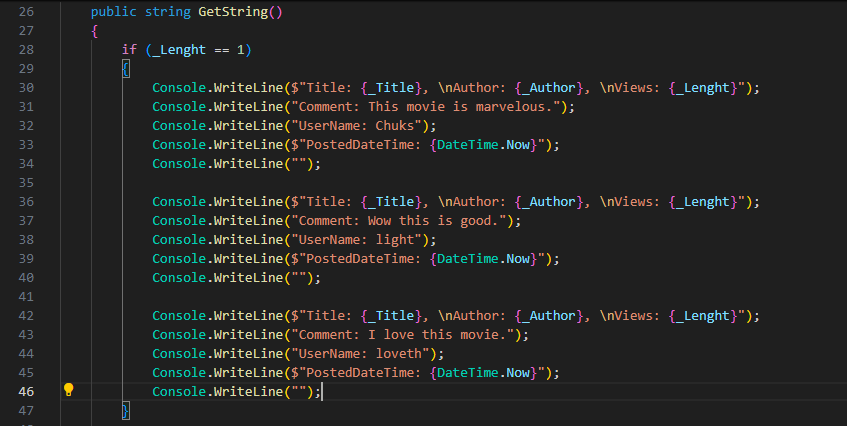 26 public string GetString()
27 {
28 if (_Lenght == 1)
29 {
30 Console.WriteLine($"Title: {_Title}, \nAuthor: {_Author}, \nViews: {_Lenght}");
31 Console.WriteLine("Comment: This movie is marvelous.");
32 Console.WriteLine("UserName: Chuks");
33 Console.WriteLine($"PostedDateTime: {DateTime.Now}");
34 Console.WriteLine("");
35
36 Console.WriteLine($"Title: {_Title}, \nAuthor: {_Author}, \nViews: {_Lenght}");
37 Console.WriteLine("Comment: Wow this is good.");
38 Console.WriteLine("UserName: light");
39 Console.WriteLine($"PostedDateTime: {DateTime.Now}");
40 Console.WriteLine("");
41
42 Console.WriteLine($"Title: {_Title}, \nAuthor: {_Author}, \nViews: {_Lenght}");
43 Console.WriteLine("Comment: I love this movie.");
44 Console.WriteLine("UserName: loveth");
45 Console.WriteLine($"PostedDateTime: {DateTime.Now}");
46 Console.WriteLine("");
47 }